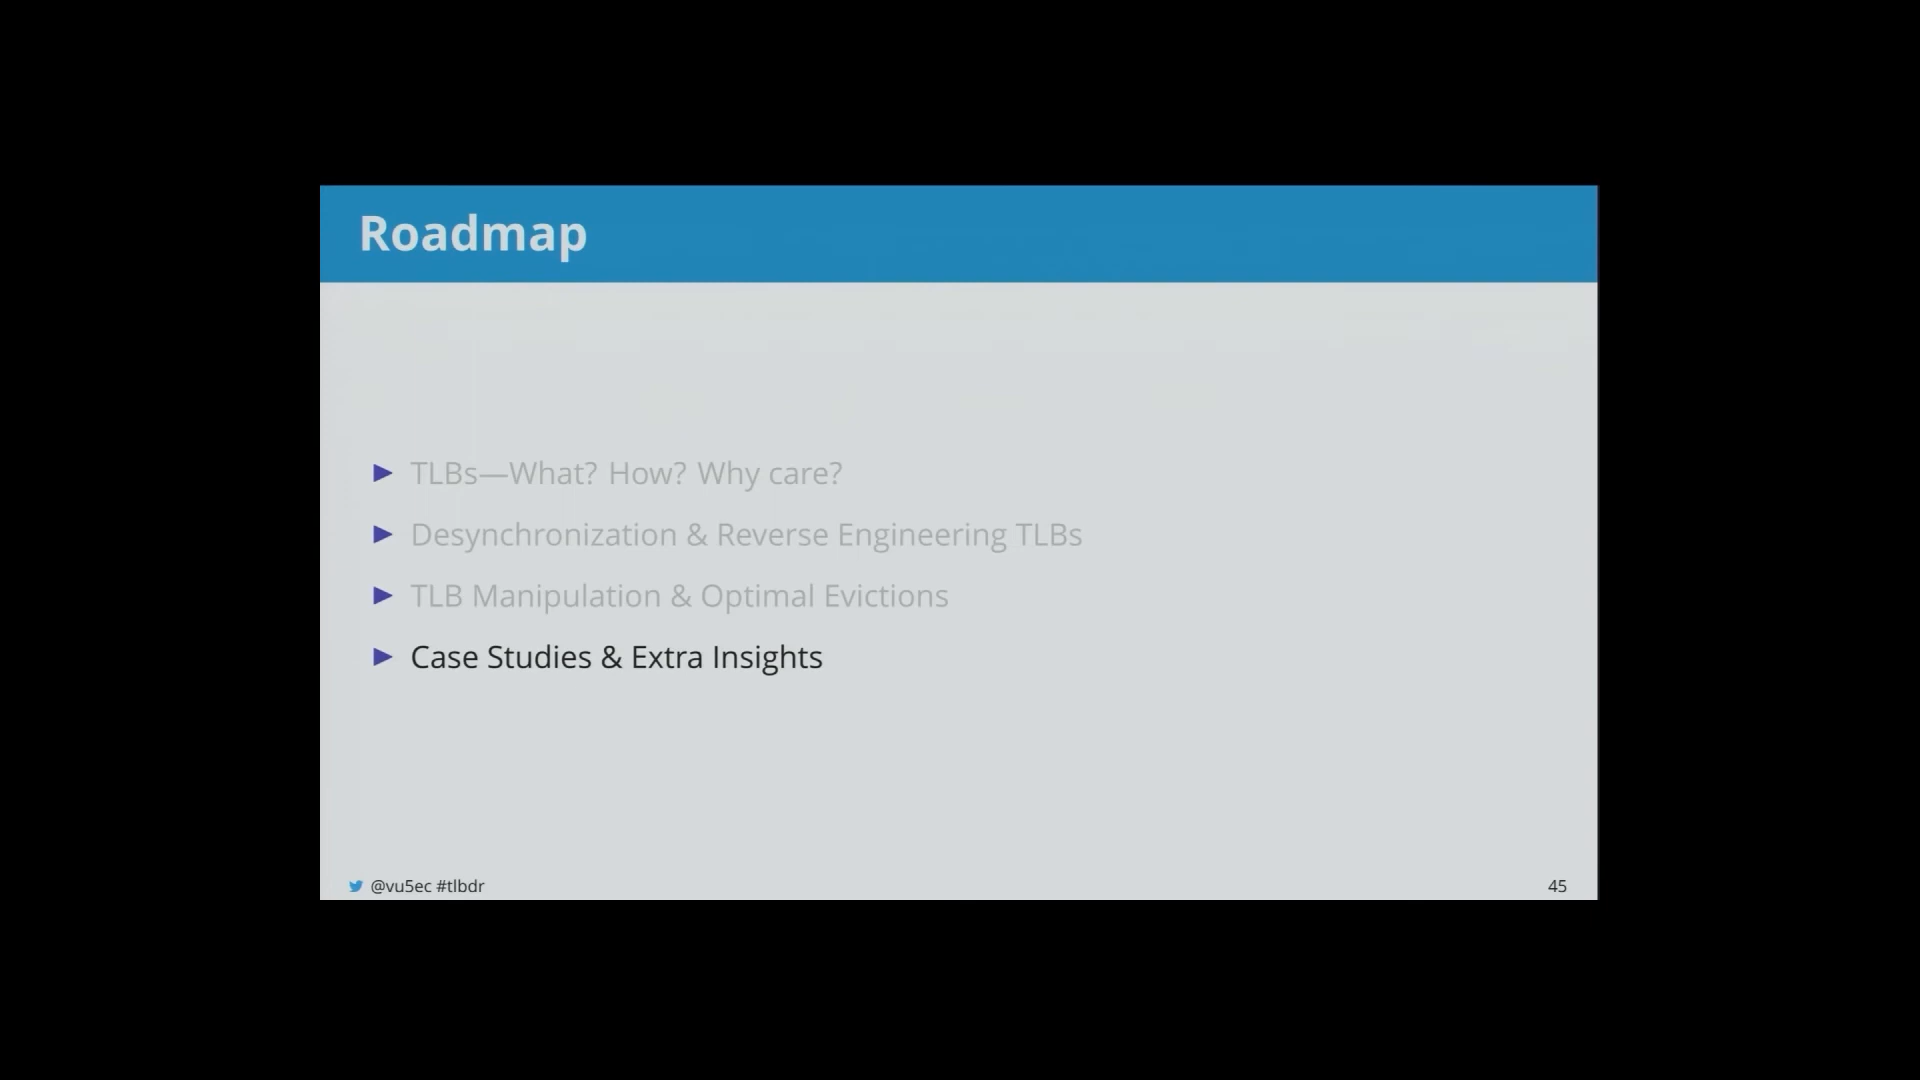 Roadmap
TLBs—What? How? Why care?
Desynchronization & Reverse Engineering TLBs
TLB Manipulation & Optimal Evictions
Case Studies & Extra Insights
@vu5ec #tlbdr
45